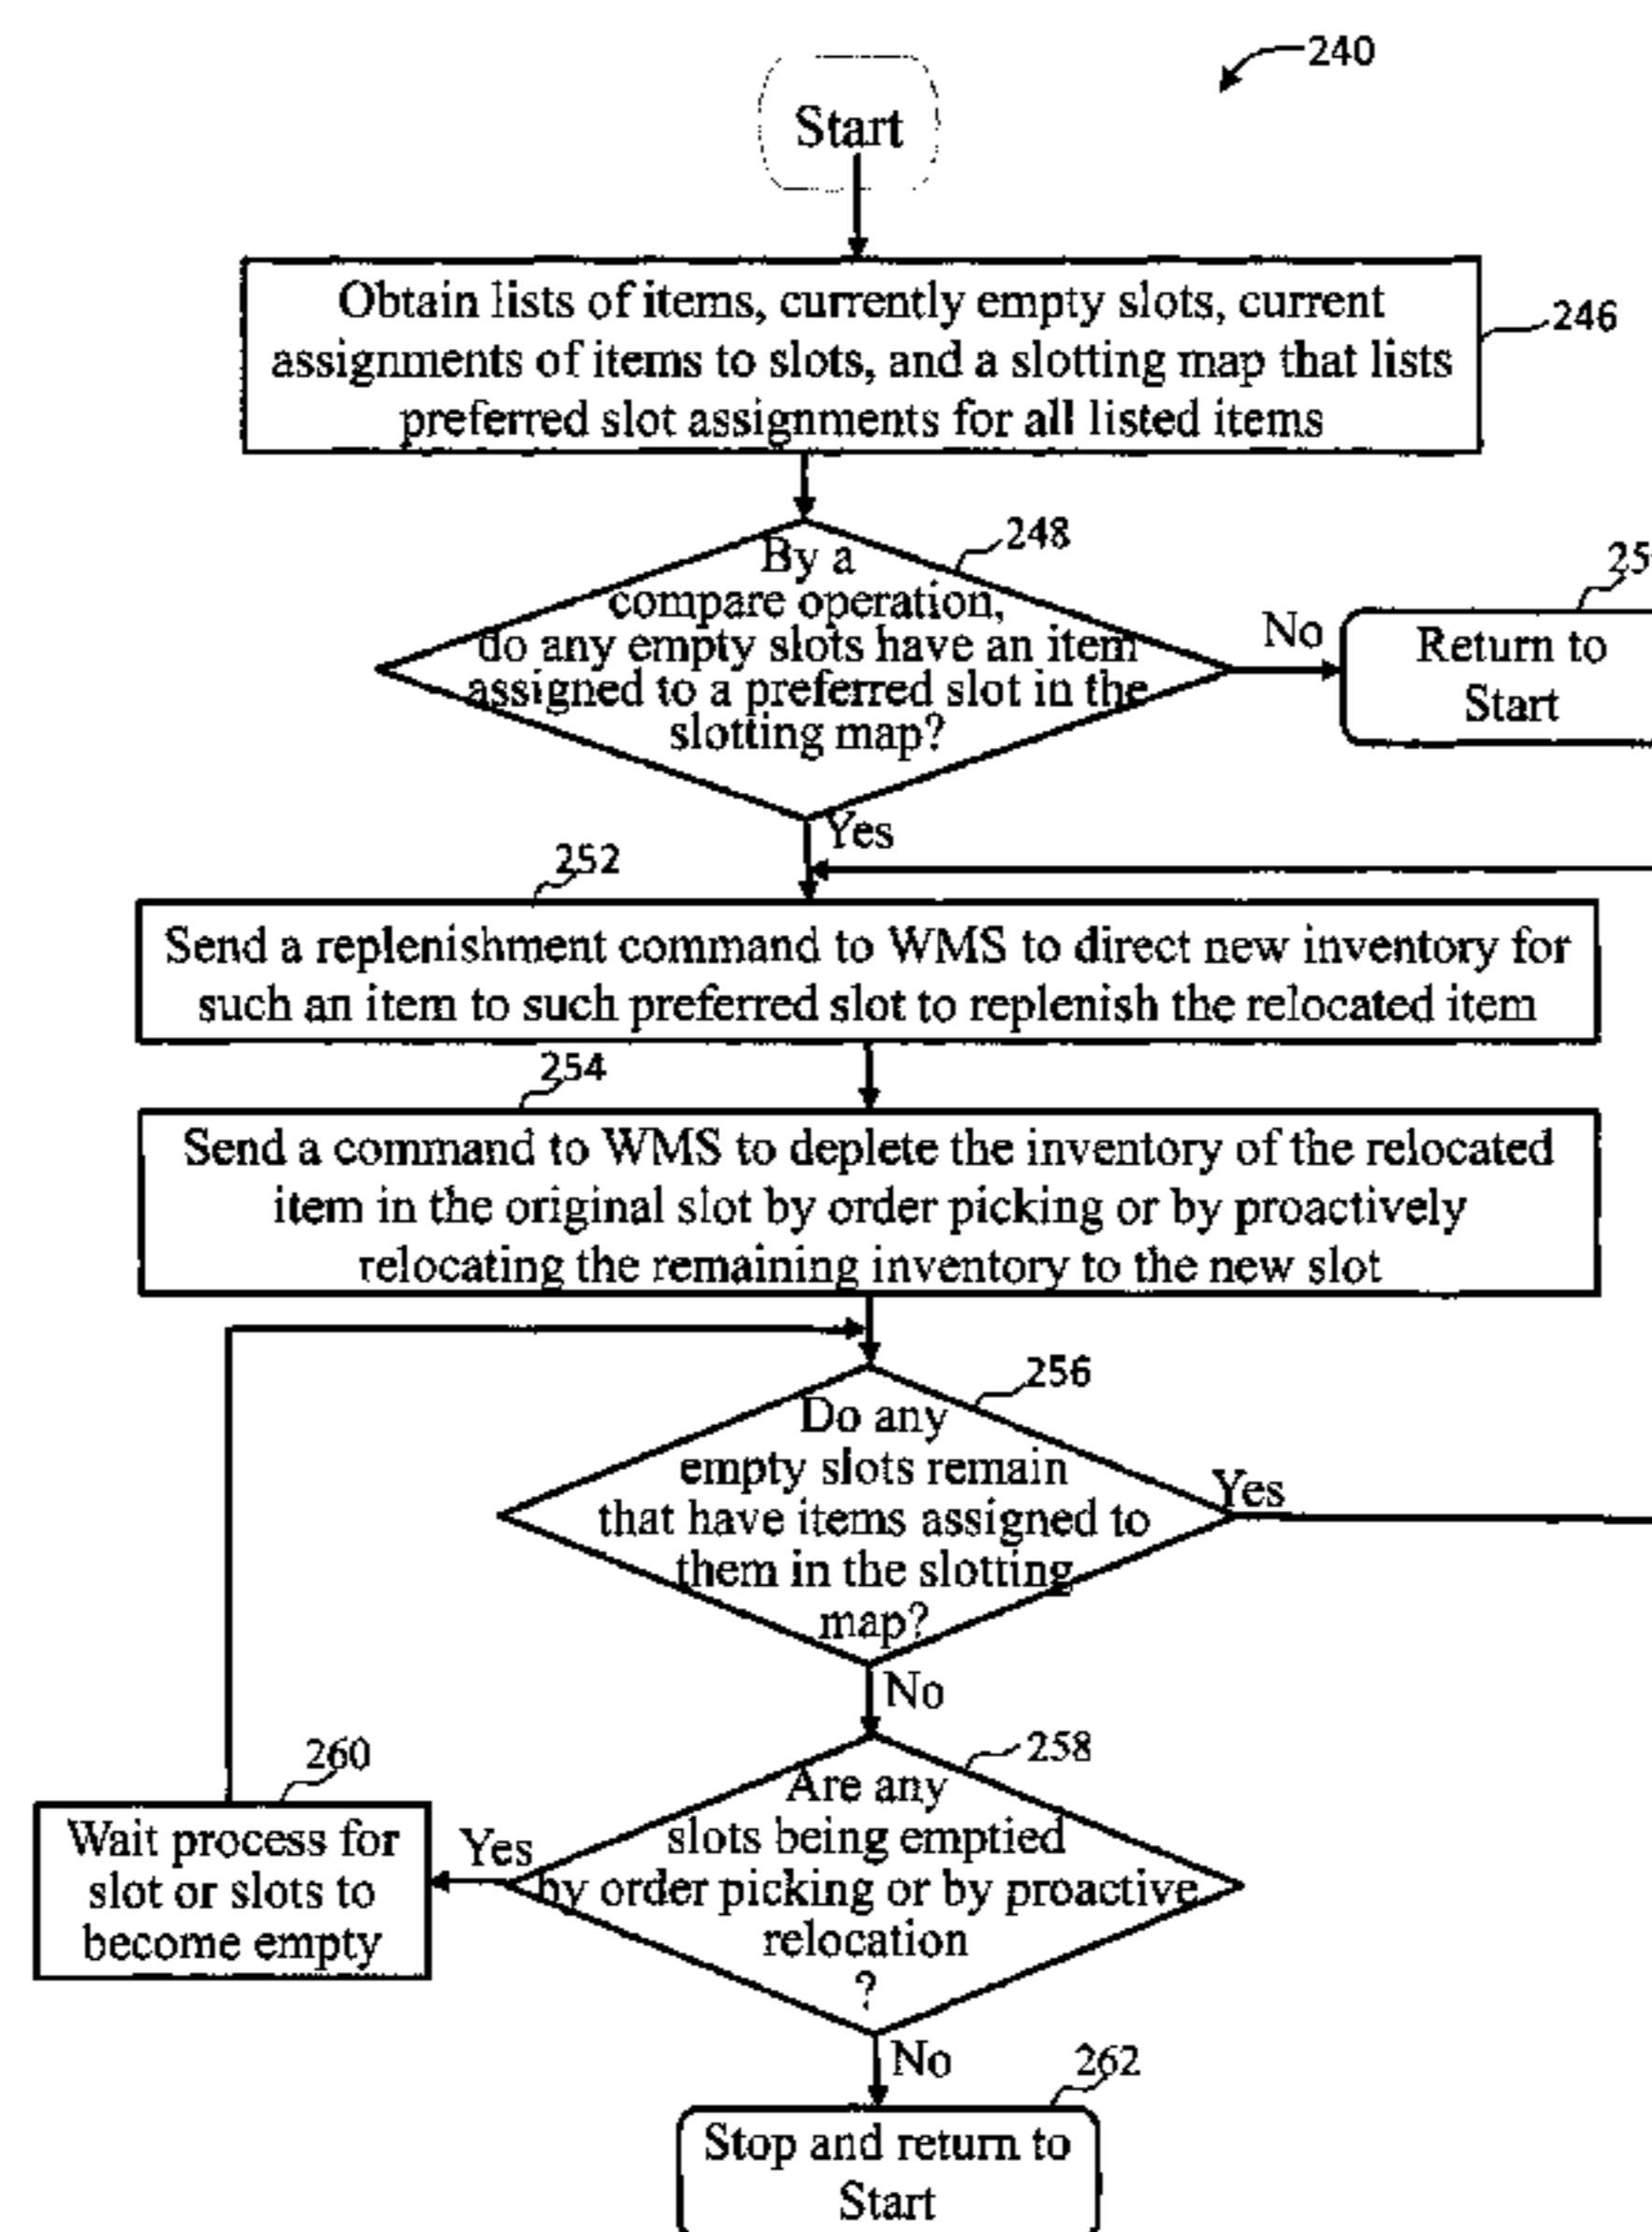 240
Start
Obtain lists of items, currently empty slots, current
assignments of items to slots, and a slotting map that lists
preferred slot assignments for all listed items
246
By a
compare operation,
do any empty slots have an item
assigned to a preferred slot in the
slotting map?
248
No
Return to
Start
Yes
252
Send a replenishment command to WMS to direct new inventory for
such an item to such preferred slot to replenish the relocated item
254
Send a command to WMS to deplete the inventory of the relocated
item in the original slot by order picking or by proactively
relocating the remaining inventory to the new slot
256
Do any
empty slots remain
that have items assigned to
them in the slotting
map?
Yes
No
258
Are any
slots being emptied
by order picking or by proactive
relocation
?
Yes
260
Wait process for
slot or slots to
become empty
No
262
Stop and return to
Start